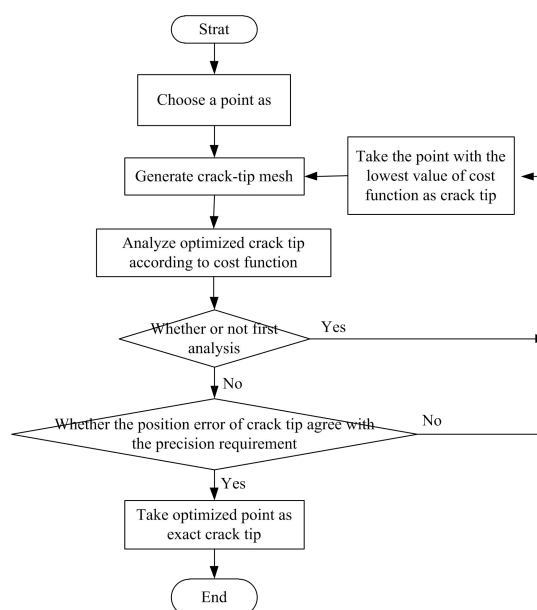 Strat
Choose a point as
Generate crack-tip mesh
Take the point with the
lowest value of cost
function as crack tip
Analyze optimized crack tip
according to cost function
Whether or not first
analysis
Yes
No
Whether the position error of crack tip agree with
the precision requirement
No
Yes
Take optimized point as
exact crack tip
End